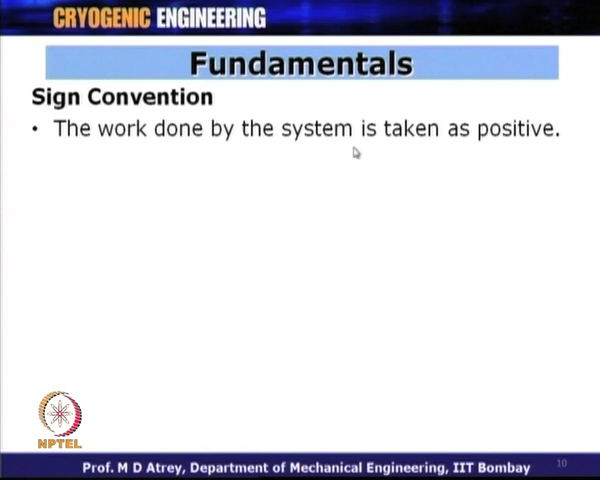 CRYOGENIC ENGINEERING
Fundamentals
Sign Convention
• The work done by the system is taken as positive.
NPTEL
Prof. M D Atrey, Department of Mechanical Engineering, IIT Bombay
10